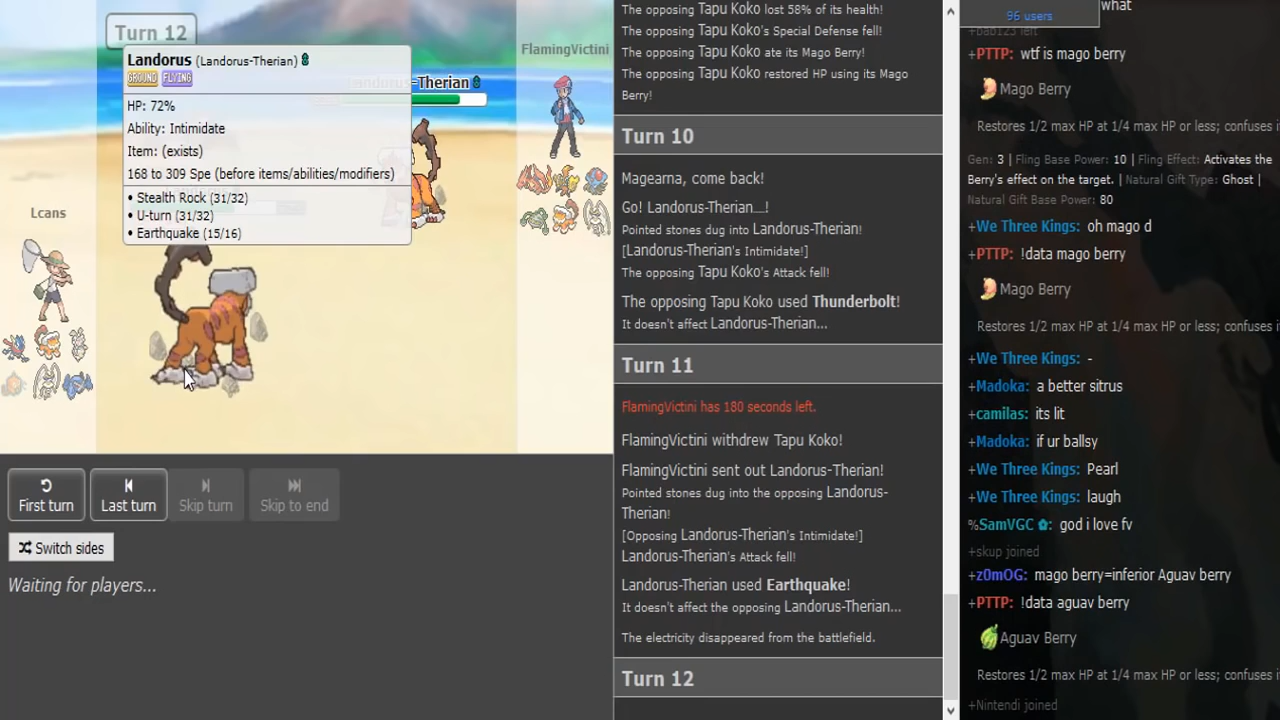 Turn 12
Landorus (Landorus-Therian)
GROUND FLYING
HP: 72%
Ability: Intimidate
Item: (exists)
168 to 309 Spe (before items/abilities/modifiers)
• Stealth Rock (31/32)
• U-turn (31/32)
• Earthquake (15/16)
-Therian
FlamingVictini
Lcans
First turn
Last turn
Skip turn
Skip to end
Switch sides
Waiting for players...
The opposing Tapu Koko lost 58% of its health!
The opposing Tapu Koko's Special Defense fell!
The opposing Tapu Koko ate its Mago Berry!
The opposing Tapu Koko restored HP using its Mago
Berry!
Turn 10
Magearna, come back!
Go! Landorus-Therian...!
Pointed stones dug into Landorus-Therian!
[Landorus-Therian's Intimidate!]
The opposing Tapu Koko's Attack fell!
The opposing Tapu Koko used Thunderbolt!
It doesn't affect Landorus-Therian...
Turn 11
FlamingVictini has 180 seconds left.
FlamingVictini withdrew Tapu Koko!
FlamingVictini sent out Landorus-Therian!
Pointed stones dug into the opposing Landorus-
Therian!
[Opposing Landorus-Therian's Intimidate!]
Landorus-Therian's Attack fell!
Landorus-Therian used Earthquake!
It doesn't affect the opposing Landorus-Therian...
The electricity disappeared from the battlefield.
Turn 12
96 users
what
+bab123 left
+PTTP: wtf is mago berry
Mago Berry
Restores 1/2 max HP at 1/4 max HP or less; confuses if
Gen: 3 | Fling Base Power: 10 | Fling Effect: Activates the
Berry's effect on the target. | Natural Gift Type: Ghost |
Natural Gift Base Power: 80
+We Three Kings: oh mago d
+PTTP: !data mago berry
Mago Berry
Restores 1/2 max HP at 1/4 max HP or less; confuses if
+We Three Kings: -
+Madoka: a better sitrus
+camilas: its lit
+Madoka: if ur ballsy
+We Three Kings: Pearl
+We Three Kings: laugh
%SamVGC ✿: god i love fv
+skup joined
+z0mOG: mago berry=inferior Aguav berry
+PTTP: !data aguav berry
Aguav Berry
Restores 1/2 max HP at 1/4 max HP or less; confuses if
+Nintendi joined